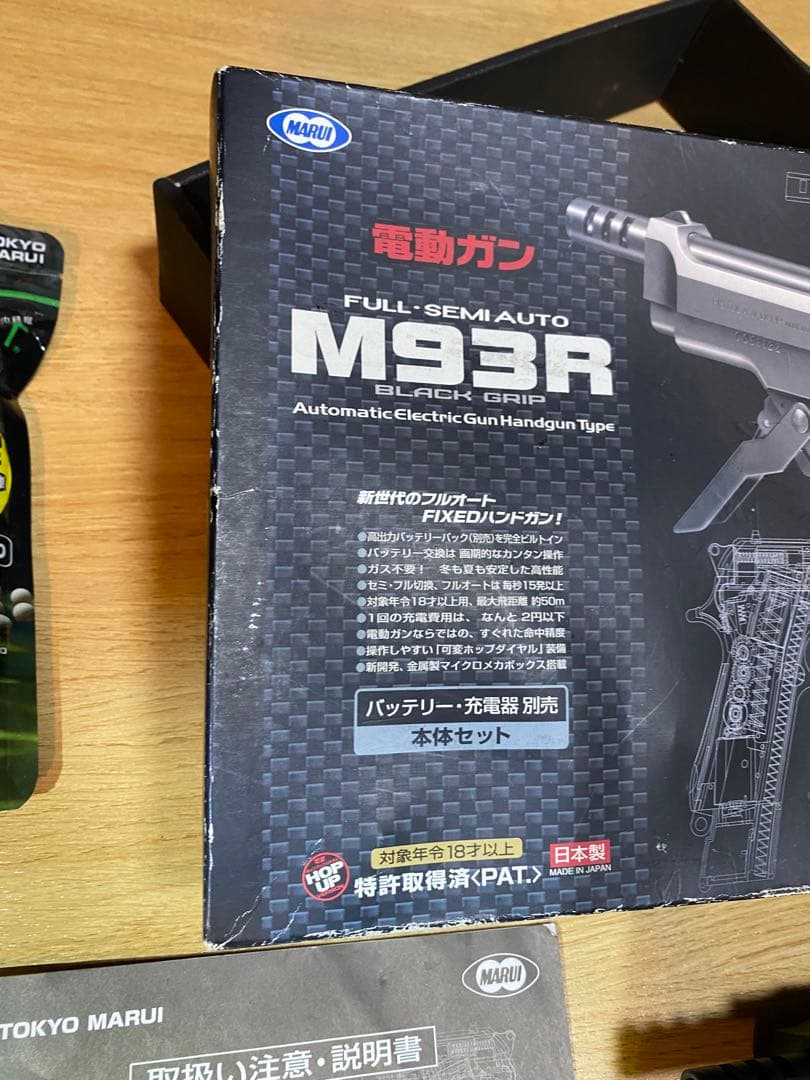 MARUI
電動ガン
FULL・SEMI AUTO
M93R
BLACK GRIP
Automatic Electric Gun Handgun Type
新世代のフルオート
FIXEDハンドガン!
●高出力バッテリーパック(別売)を完全ビルトイン
●バッテリー交換は 画期的なカンタン操作
●ガス不要! 冬も夏も安定した高性能
●セミ・フル切換、フルオートは 毎秒15発以上
●対象年令18才以上用、最大飛距離 約50m
●1回の充電費用は、なんと 2円以下
●電動ガンならではの、すぐれた命中精度
●操作しやすい「可変ホップダイヤル」装備
●新開発、金属製マイクロメカボックス搭載
バッテリー・充電器 別売
本体セット
HOP
UP
対象年令18才以上
特許取得済<PAT.>
日本製
MADE IN JAPAN
MARUI
TOKYO MARUI
取扱い注意・説明書